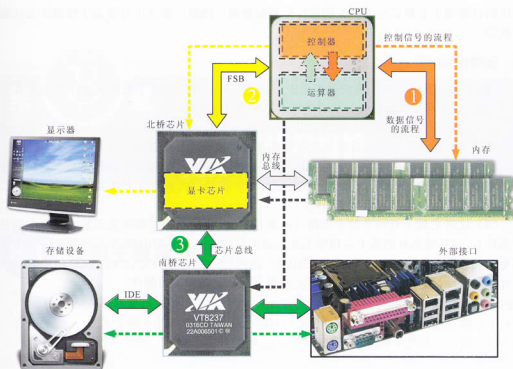 CPU
控制器
控制信号的流程
运算器
FSB
2
1
北桥芯片
数据信号
的流程
显示器
内存
总线
内存
VIA
显卡芯片
3
芯片总线
存储设备
南桥芯片
外部接口
IDE
VIA
VT8237
0316CD TAIWAN
22A006501 © Ⓜ